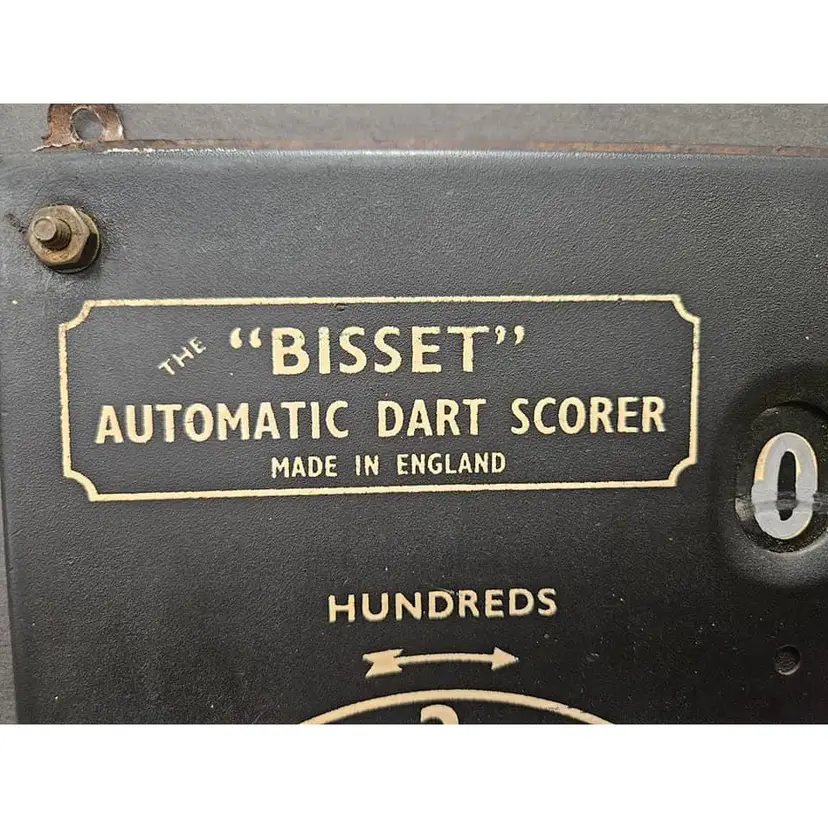 THE "BISSET"
AUTOMATIC DART SCORER
MADE IN ENGLAND
0
HUNDREDS